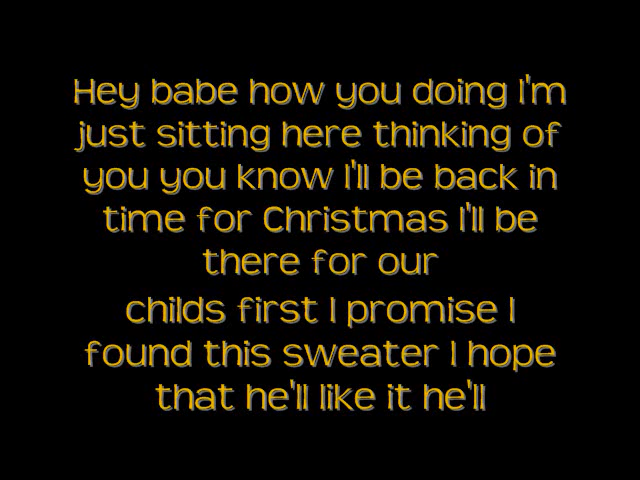 Hey babe how you doing I'm
just sitting here thinking of
you you know I'll be back in
time for Christmas I'll be
there for our
childs first I promise I
found this sweater I hope
that he'll like it he'll